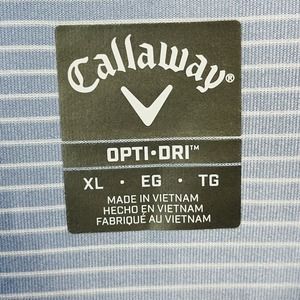 Callaway®
OPTI·DRI™
XL · EG · TG
MADE IN VIETNAM
HECHO EN VIETNAM
FABRIQUÉ AU VIETNAM